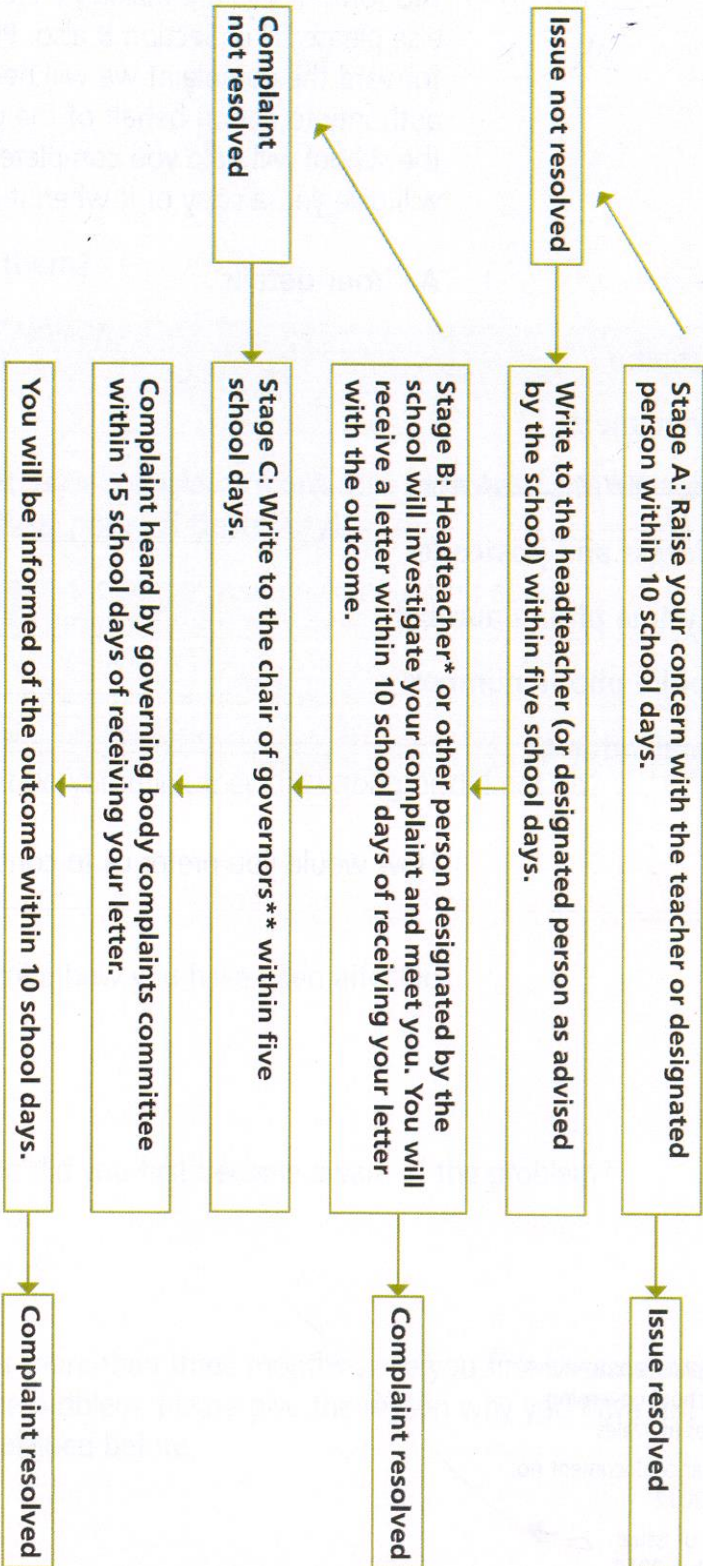 Stage A: Raise your concern with the teacher or designated
person within 10 school days.
Issue resolved
Issue not resolved
Write to the headteacher (or designated person as advised
by the school) within five school days.
Stage B: Headteacher* or other person designated by the
school will investigate your complaint and meet you. You will
receive a letter within 10 school days of receiving your letter
with the outcome.
Complaint resolved
Complaint
not resolved
Stage C: Write to the chair of governers** within five
school days.
Complaint heard by governing body complaints committee
within 15 school days of receiving your letter.
You will be informed of the outcome within 10 school days.
Complaint resolved